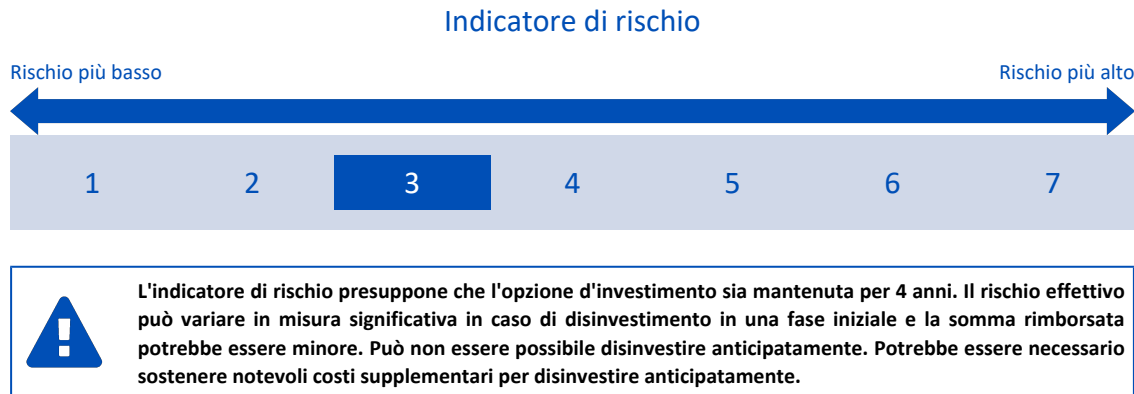 Indicatore di rischio
Rischio più basso
Rischio più alto
1 2 3 4 5 6 7
L'indicatore di rischio presuppone che l'opzione d'investimento sia mantenuta per 4 anni. Il rischio effettivo
può variare in misura significativa in caso di disinvestimento in una fase iniziale e la somma rimborsata
potrebbe essere minore. Può non essere possibile disinvestire anticipatamente. Potrebbe essere necessario
sostenere notevoli costi supplementari per disinvestire anticipatamente.